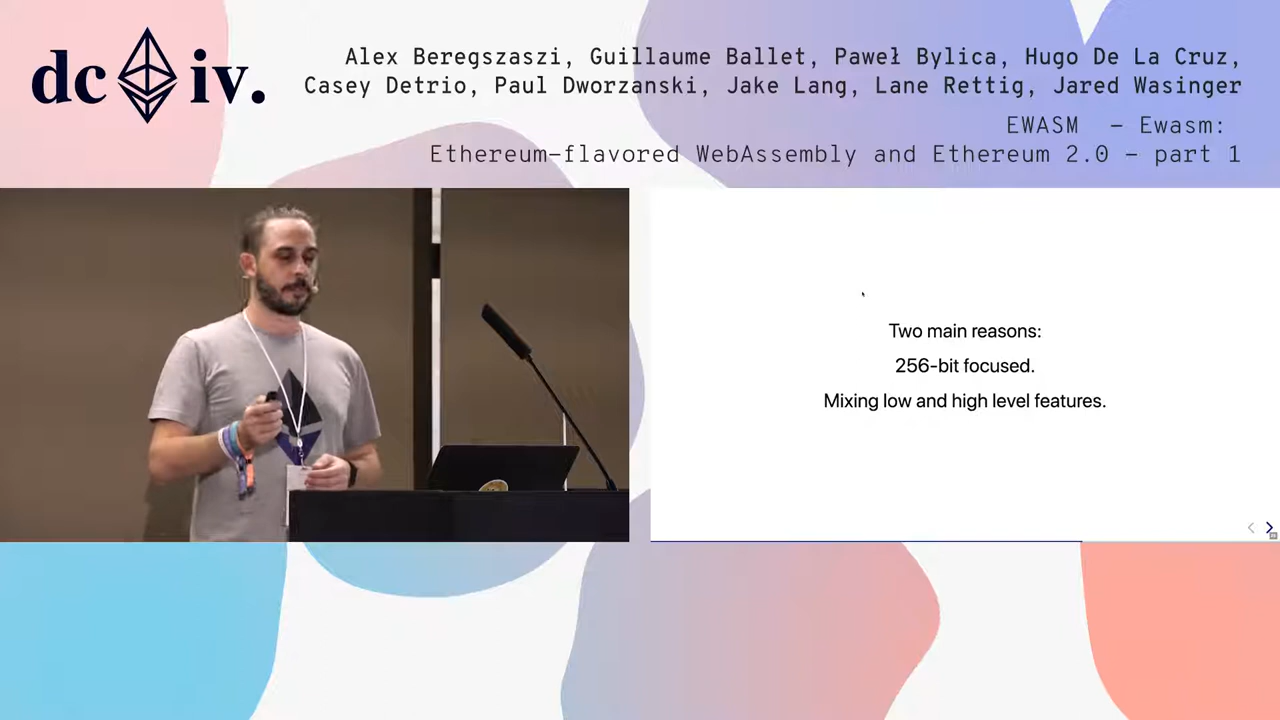 dc iv.
Alex Beregszaszi, Guillaume Ballet, Paweł Bylica, Hugo De La Cruz,
Casey Detrio, Paul Dworzanski, Jake Lang, Lane Rettig, Jared Wasinger
EWASM - Ewasm:
Ethereum-flavored WebAssembly and Ethereum 2.0 - part 1
Two main reasons:
256-bit focused.
Mixing low and high level features.